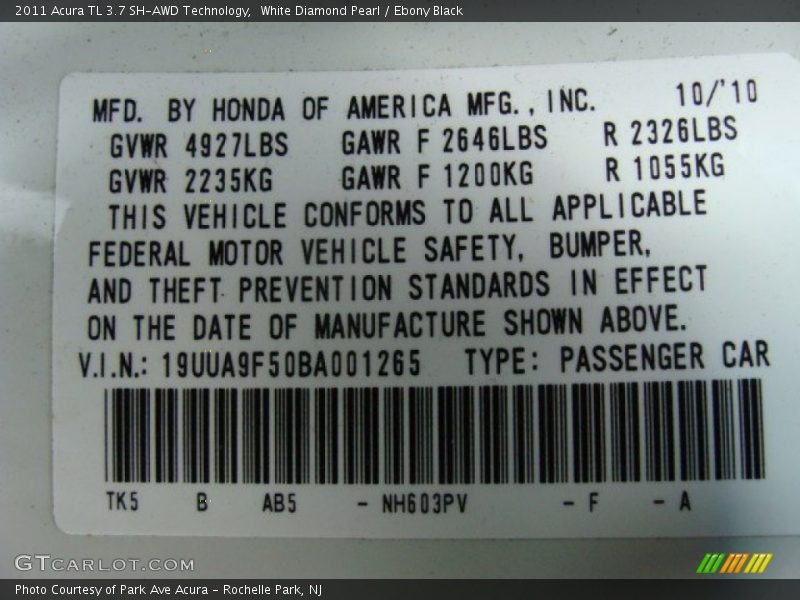 2011 Acura TL 3.7 SH-AWD Technology,  White Diamond Pearl / Ebony Black
MFD. BY HONDA OF AMERICA MFG., INC. 10/'10
GVWR 4927LBS GAWR F 2646LBS R 2326LBS
GVWR 2235KG GAWR F 1200KG R 1055KG
THIS VEHICLE CONFORMS TO ALL APPLICABLE
FEDERAL MOTOR VEHICLE SAFETY, BUMPER,
AND THEFT PREVENTION STANDARDS IN EFFECT
ON THE DATE OF MANUFACTURE SHOWN ABOVE.
V.I.N.: 19UUA9F50BA001265 TYPE: PASSENGER CAR
TK5 B AB5 - NH603PV - F - A
GTCARLOT.COM
Photo Courtesy of Park Ave Acura - Rochelle Park, NJ